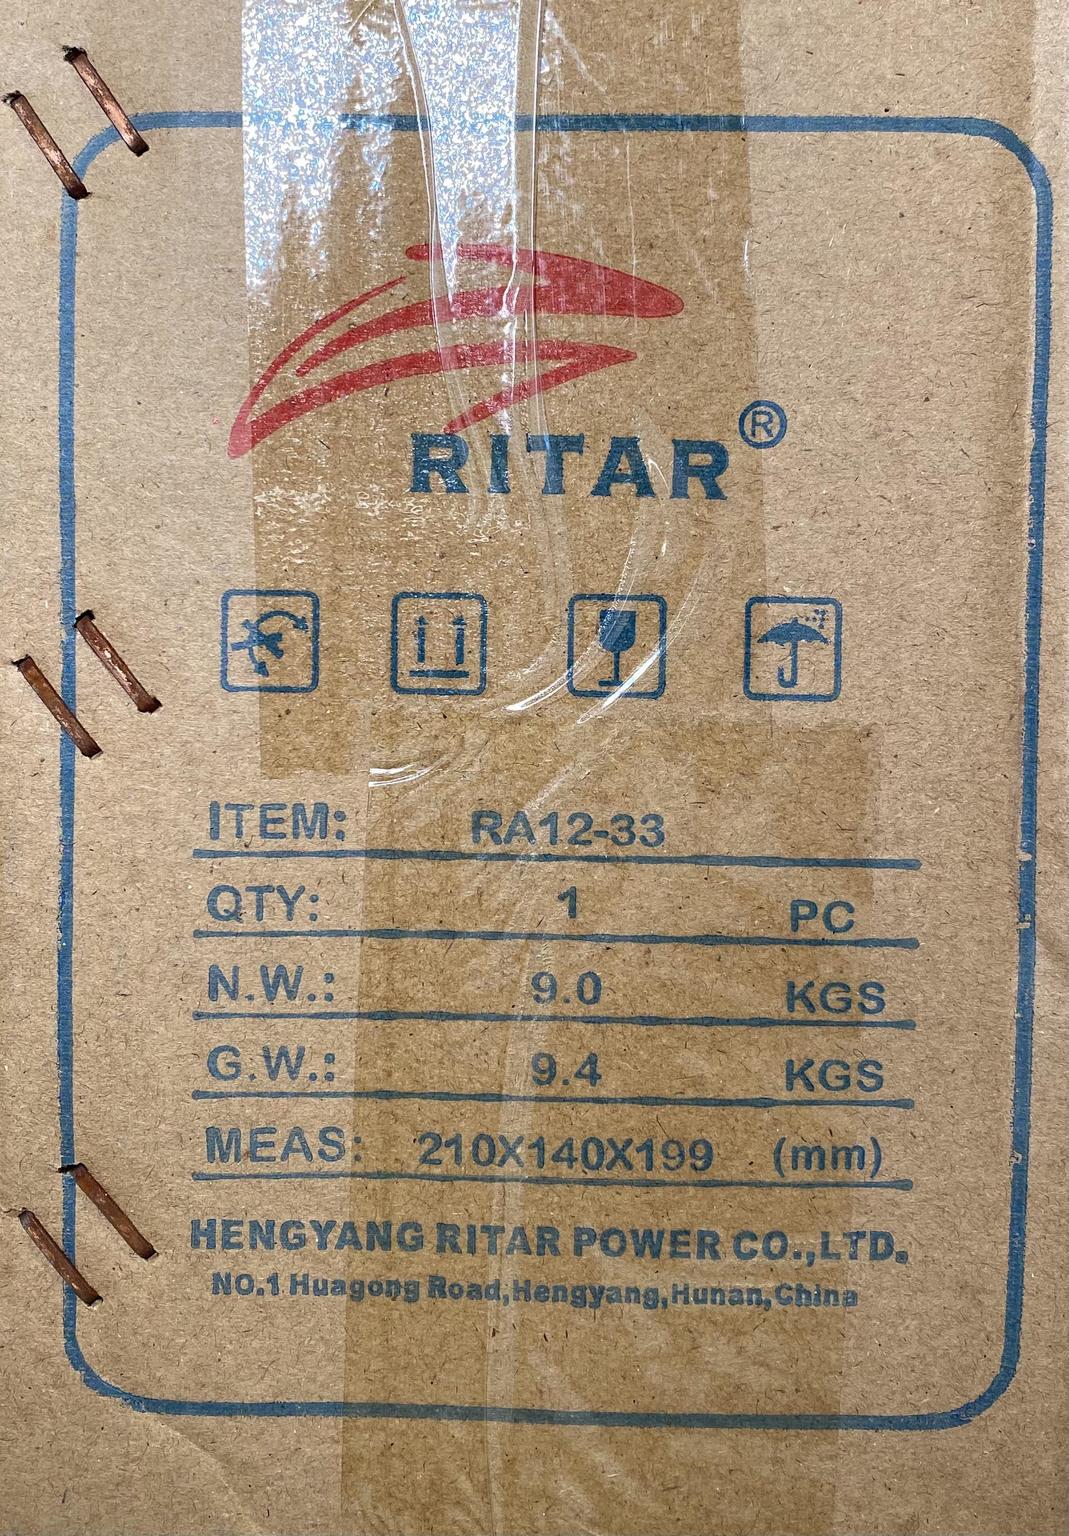 RITAR®
ITEM: RA12-33
QTY: 1 PC
N.W.: 9.0 KGS
G.W.: 9.4 KGS
MEAS: 210X140X199 (mm)
HENGYANG RITAR POWER CO.,LTD.
NO.1 Huagong Road,Hengyang,Hunan,China